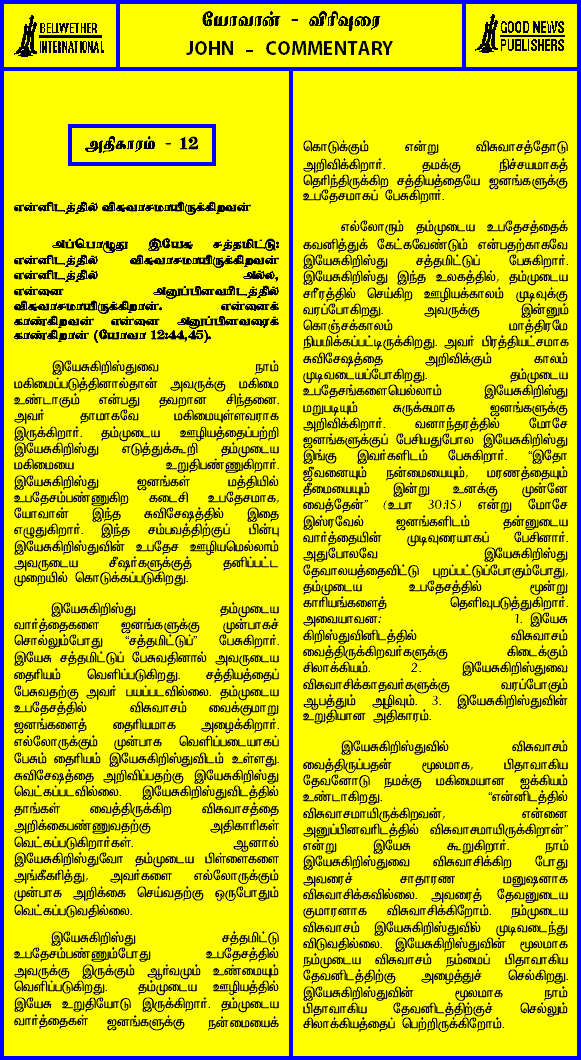 BELWETHER
INTERNATIONAL
யோவான் - விரிவுரை
JOHN - COMMENTARY
GOOD NEWS
PUBLISHERS
அதிகாரம் - 12
என்னிடத்தில் விசுவாசமாயிருக்கிறவன்
அப்பொழுது இயேசு சத்தமிட்டு:
என்னிடத்தில் விசுவாசமாயிருக்கிறவன்
என்னிடத்தில் அல்ல,
என்னை அனுப்பினவரிடத்தில்
விசுவாசமாயிருக்கிறான். என்னைக்
காண்கிறவன் என்னை அனுப்பினவரைக்
காண்கிறான் (யோவா 12:44,45).
இயேசுகிறிஸ்துவை நாம்
மகிமைப்படுத்தினால்தான் அவருக்கு மகிமை
உண்டாகும் என்பது தவறான சிந்தனை.
அவர் தாமாகவே மகிமையுள்ளவராக
இருக்கிறார். தம்முடைய ஊழியத்தைப்பற்றி
இயேசுகிறிஸ்து எடுத்துக்கூறி தம்முடைய
மகிமையை உறுதிபண்ணுகிறார்.
இயேசுகிறிஸ்து ஜனங்கள் மத்தியில்
உபதேசம்பண்ணுகிற கடைசி உபதேசமாக,
யோவான் இந்த சுவிசேஷத்தில் இதை
எழுதுகிறார். இந்த சம்பவத்திற்குப் பின்பு
இயேசுகிறிஸ்துவின் உபதேச ஊழியமெல்லாம்
அவருடைய சீஷர்களுக்குத் தனிப்பட்ட
முறையில் கொடுக்கப்படுகிறது.
இயேசுகிறிஸ்து தம்முடைய
வார்த்தைகளை ஜனங்களுக்கு முன்பாகச்
சொல்லும்போது "சத்தமிட்டுப்" பேசுகிறார்.
இயேசு சத்தமிட்டுப் பேசுவதினால் அவருடைய
தைரியம் வெளிப்படுகிறது. சத்தியத்தைப்
பேசுவதற்கு அவர் பயப்படவில்லை. தம்முடைய
உபதேசத்தில் விசுவாசம் வைக்குமாறு
ஜனங்களைத் தைரியமாக அழைக்கிறார்.
எல்லோருக்கும் முன்பாக வெளிப்படையாகப்
பேசும் தைரியம் இயேசுகிறிஸ்துவிடம் உள்ளது.
சுவிசேஷத்தை அறிவிப்பதற்கு இயேசுகிறிஸ்து
வெட்கப்படவில்லை. இயேசுகிறிஸ்துவிடத்தில்
தாங்கள் வைத்திருக்கிற விசுவாசத்தை
அறிக்கைபண்ணுவதற்கு அதிகாரிகள்
வெட்கப்படுகிறார்கள். ஆனால்
இயேசுகிறிஸ்துவோ தம்முடைய பிள்ளைகளை
அங்கீகரித்து, அவர்களை எல்லோருக்கும்
முன்பாக அறிக்கை செய்வதற்கு ஒருபோதும்
வெட்கப்படுவதில்லை.
இயேசுகிறிஸ்து சத்தமிட்டு
உபதேசம்பண்ணும்போது உபதேசத்தில்
அவருக்கு இருக்கும் ஆர்வமும் உண்மையும்
வெளிப்படுகிறது. தம்முடைய ஊழியத்தில்
இயேசு உறுதியோடு இருக்கிறார். தம்முடைய
வார்த்தைகள் ஜனங்களுக்கு நன்மையைக்
கொடுக்கும் என்று விசுவாசத்தோடு
அறிவிக்கிறார். தமக்கு நிச்சயமாகத்
தெரிந்திருக்கிற சத்தியத்தையே ஜனங்களுக்கு
உபதேசமாகப் பேசுகிறார்.
எல்லோரும் தம்முடைய உபதேசத்தைக்
கவனித்துக் கேட்கவேண்டும் என்பதற்காகவே
இயேசுகிறிஸ்து சத்தமிட்டுப் பேசுகிறார்.
இயேசுகிறிஸ்து இந்த உலகத்தில், தம்முடைய
சரீரத்தில் செய்கிற ஊழியக்காலம் முடிவுக்கு
வரப்போகிறது. அவருக்கு இன்னும்
கொஞ்சக்காலம் மாத்திரமே
நியமிக்கப்பட்டிருக்கிறது. அவர் பிரத்தியட்சமாக
சுவிசேஷத்தை அறிவிக்கும் காலம்
முடிவடையப்போகிறது. தம்முடைய
உபதேசங்களையெல்லாம் இயேசுகிறிஸ்து
மறுபடியும் சுருக்கமாக ஜனங்களுக்கு
அறிவிக்கிறார். வனாந்தரத்தில் மோசே
ஜனங்களுக்குப் பேசியதுபோல இயேசுகிறிஸ்து
இங்கு இவர்களிடம் பேசுகிறார். "இதோ
ஜீவனையும் நன்மையையும், மரணத்தையும்
தீமையையும் இன்று உனக்கு முன்னே
வைத்தேன்" (உபா 30:15) என்று மோசே
இஸ்ரவேல் ஜனங்களிடம் தன்னுடைய
வார்த்தையின் முடிவுரையாகப் பேசினார்.
அதுபோலவே இயேசுகிறிஸ்து
தேவாலயத்தைவிட்டு புறப்பட்டுப்போகும்போது,
தம்முடைய உபதேசத்தில் மூன்று
காரியங்களைத் தெளிவுபடுத்துகிறார்.
அவையாவன: 1. இயேசு
கிறிஸ்துவினிடத்தில் விசுவாசம்
வைத்திருக்கிறவர்களுக்கு கிடைக்கும்
சிலாக்கியம். 2. இயேசுகிறிஸ்துவை
விசுவாசிக்காதவர்களுக்கு வரப்போகும்
ஆபத்தும் அழிவும். 3. இயேசுகிறிஸ்துவின்
உறுதியான அதிகாரம்.
இயேசுகிறிஸ்துவில் விசுவாசம்
வைத்திருப்பதன் மூலமாக, பிதாவாகிய
தேவனோடு நமக்கு மகிமையான ஐக்கியம்
உண்டாகிறது. "என்னிடத்தில்
விசுவாசமாயிருக்கிறவன், என்னை
அனுப்பினவரிடத்தில் விசுவாசமாயிருக்கிறான்"
என்று இயேசு கூறுகிறார். நாம்
இயேசுகிறிஸ்துவை விசுவாசிக்கிற போது
அவரைச் சாதாரண மனுஷனாக
விசுவாசிக்கவில்லை. அவரைத் தேவனுடைய
குமாரனாக விசுவாசிக்கிறோம். நம்முடைய
விசுவாசம் இயேசுகிறிஸ்துவில் முடிவடைந்து
விடுவதில்லை. இயேசுகிறிஸ்துவின் மூலமாக
நம்முடைய விசுவாசம் நம்மைப் பிதாவாகிய
தேவனிடத்திற்கு அழைத்துச் செல்கிறது.
இயேசுகிறிஸ்துவின் மூலமாக நாம்
பிதாவாகிய தேவனிடத்திற்குச் செல்லும்
சிலாக்கியத்தைப் பெற்றிருக்கிறோம்.